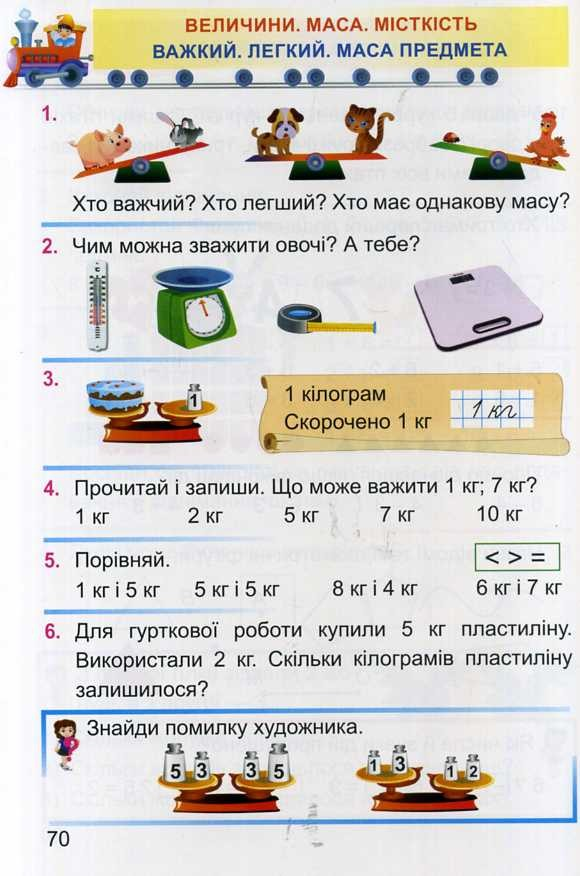 ВЕЛИЧИНИ. МАСА. МІСТКІСТЬ
ВАЖКИЙ. ЛЕГКИЙ. МАСА ПРЕДМЕТА
1.
Хто важчий? Хто легший? Хто має однакову масу?
2. Чим можна зважити овочі? А тебе?
3.
1
1 кілограм
Скорочено 1 кг
1 кг
4. Прочитай і запиши. Що може важити 1 кг; 7 кг?
1 кг 2 кг 5 кг 7 кг 10 кг
5. Порівняй. < > =
1 кг і 5 кг 5 кг і 5 кг 8 кг і 4 кг 6 кг і 7 кг
6. Для гурткової роботи купили 5 кг пластиліну.
Використали 2 кг. Скільки кілограмів пластиліну
залишилося?
Знайди помилку художника.
5 3 3 5 1 3 1 2
70